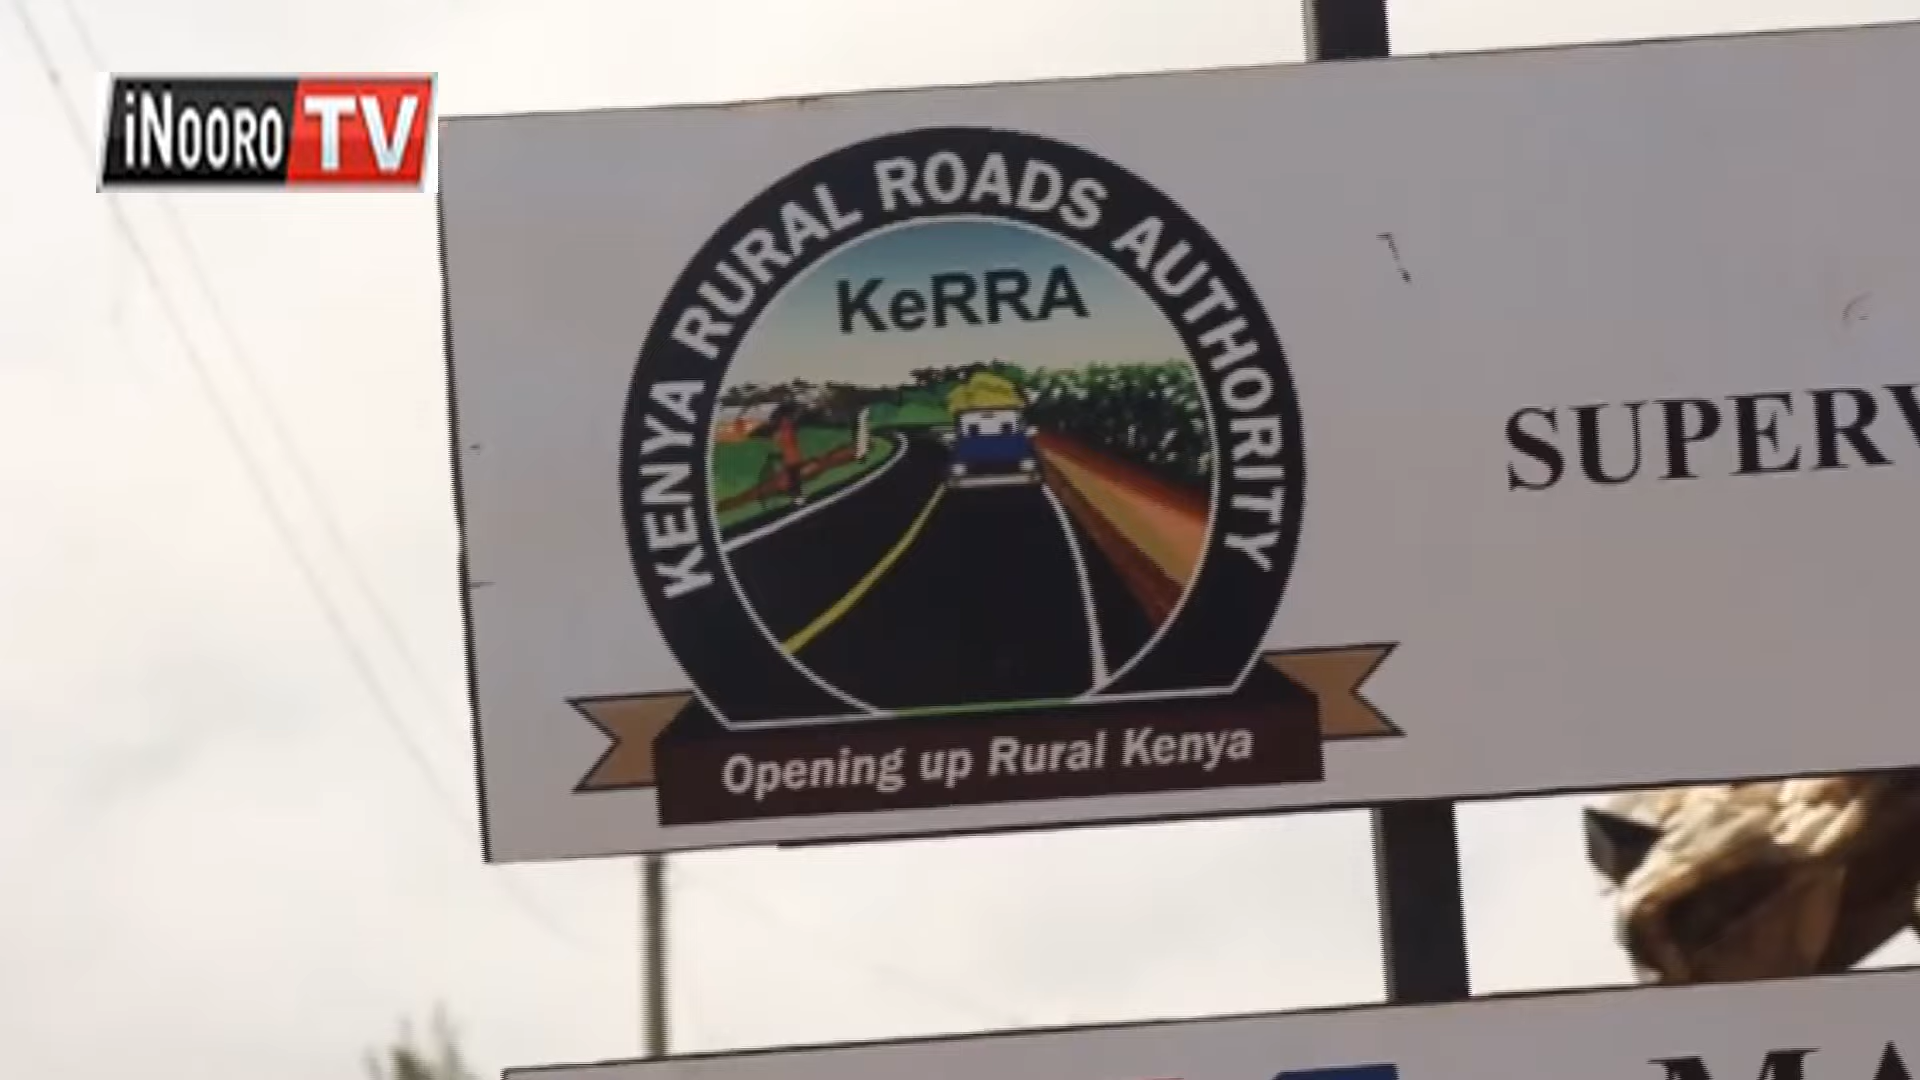 iNOORO TV
KENYA RURAL ROADS AUTHORITY
KeRRA
Opening up Rural Kenya